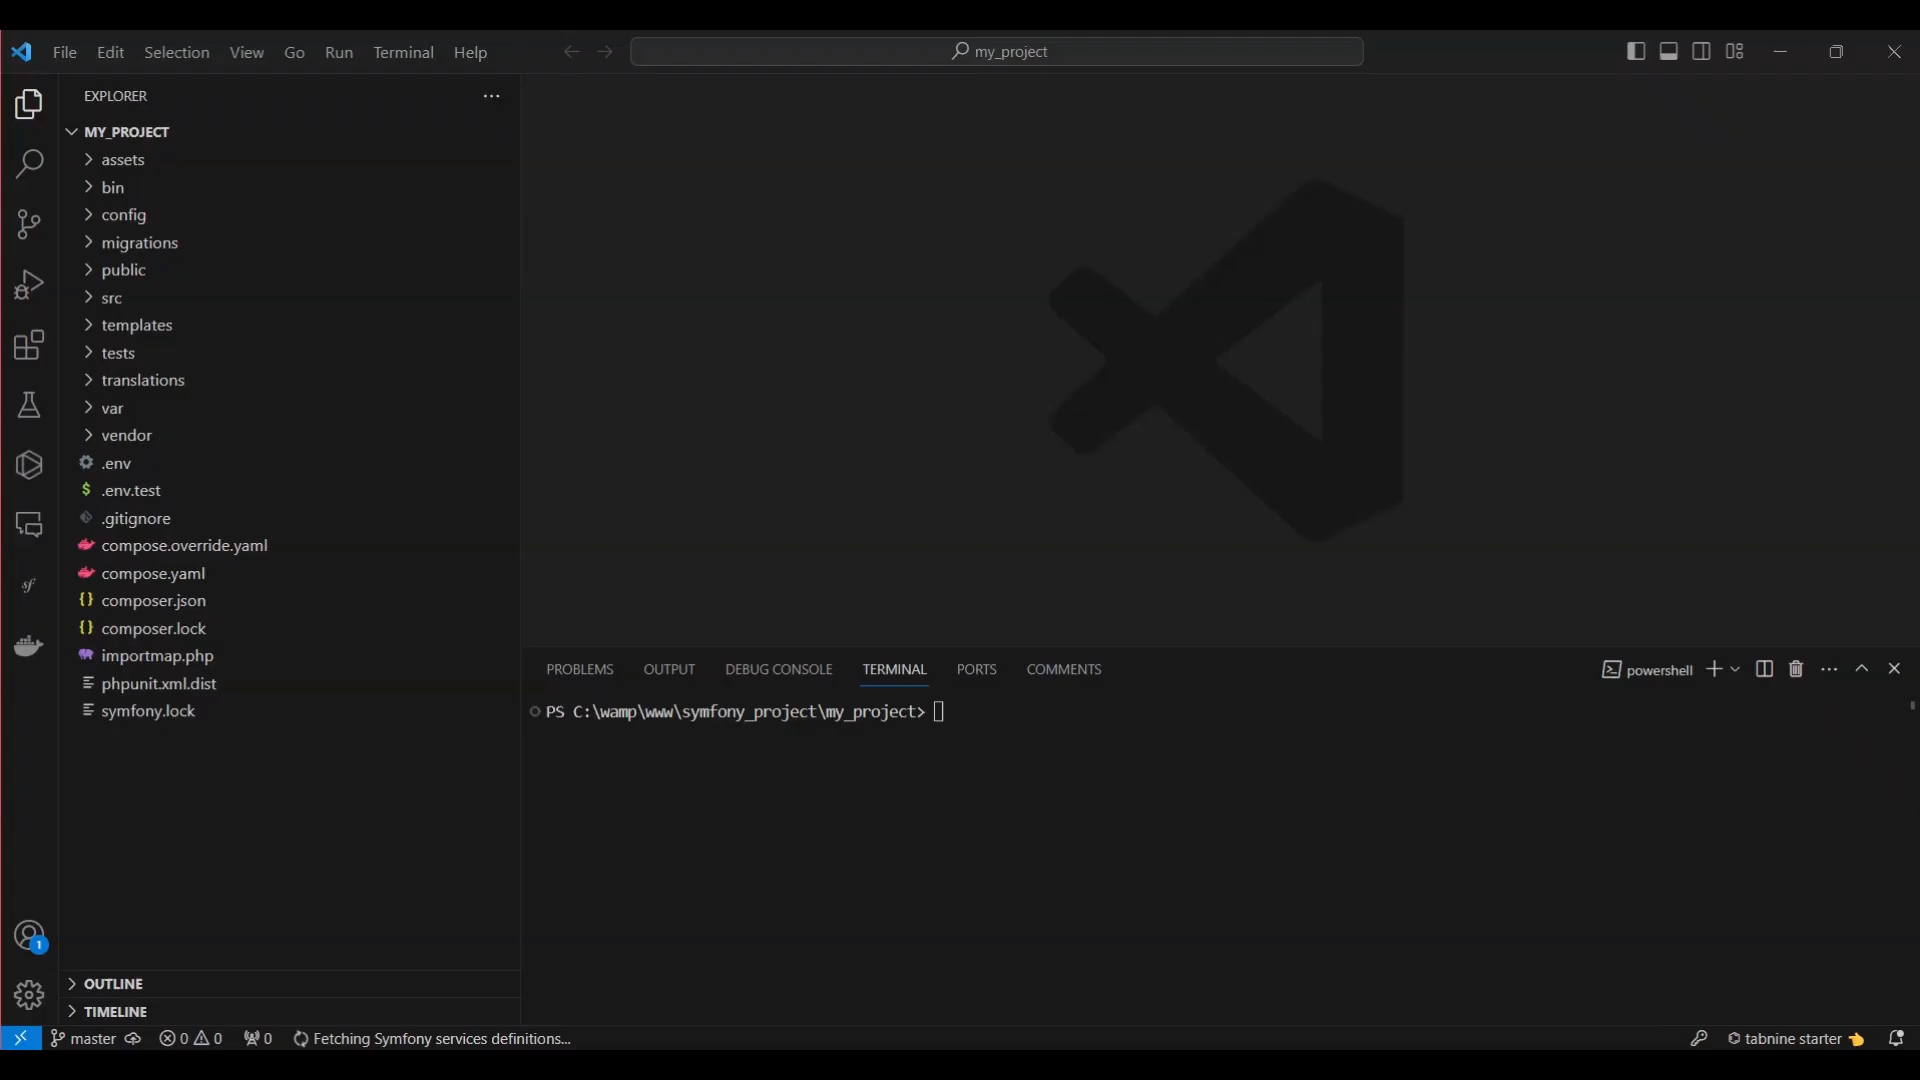 File Edit Selection View Go Run Terminal Help
my_project
EXPLORER
MY_PROJECT
assets
bin
config
migrations
public
src
templates
tests
translations
var
vendor
.env
$ .env.test
.gitignore
compose.override.yaml
compose.yaml
{} composer.json
{} composer.lock
importmap.php
phpunit.xml.dist
symfony.lock
sf
1
OUTLINE
TIMELINE
PROBLEMS OUTPUT DEBUG CONSOLE TERMINAL PORTS COMMENTS
powershell
PS C:\wamp\www\symfony_project\my_project>
master 0 0 0 Fetching Symfony services definitions...
tabnine starter